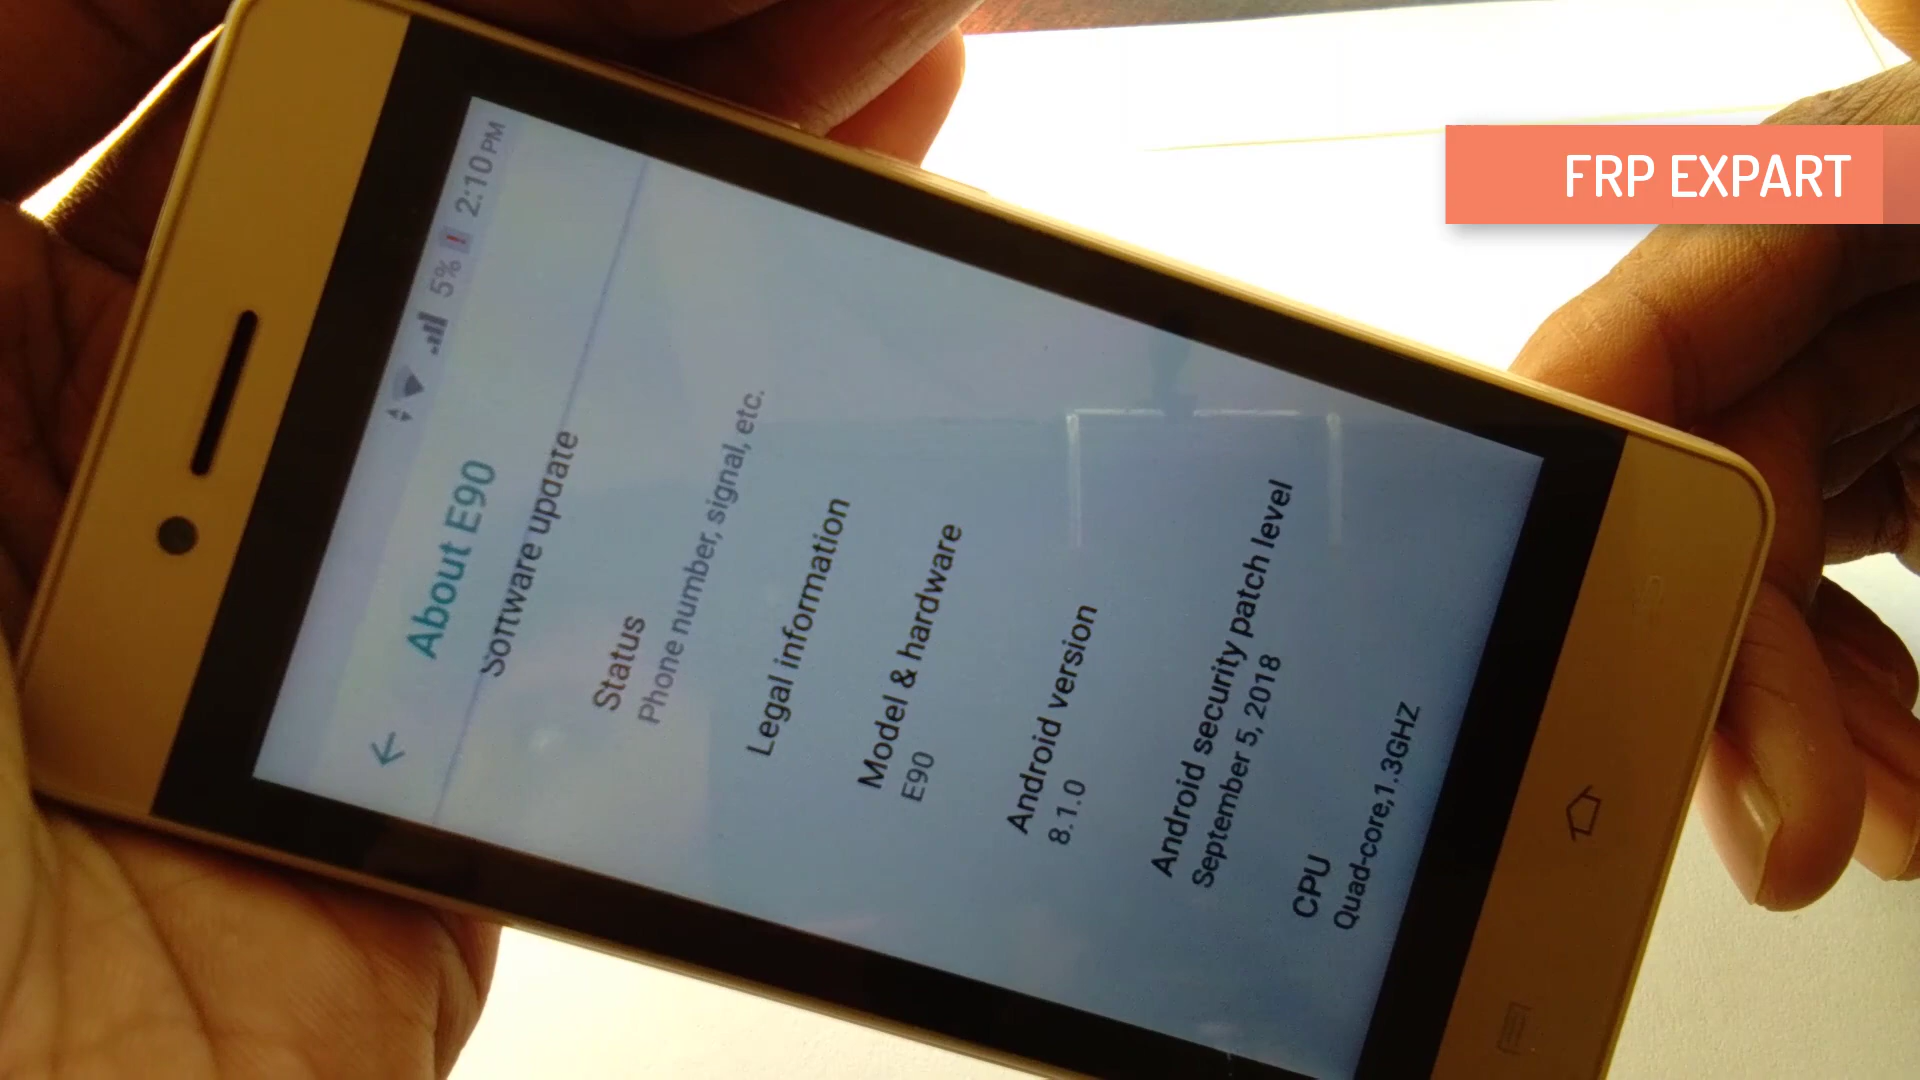 FRP EXPART
5% 2:10 PM
About E90
Software update
Status
Phone number, signal, etc.
Legal information
Model & hardware
E90
Android version
8.1.0
Android security patch level
September 5, 2018
CPU
Quad-core,1.3GHZ